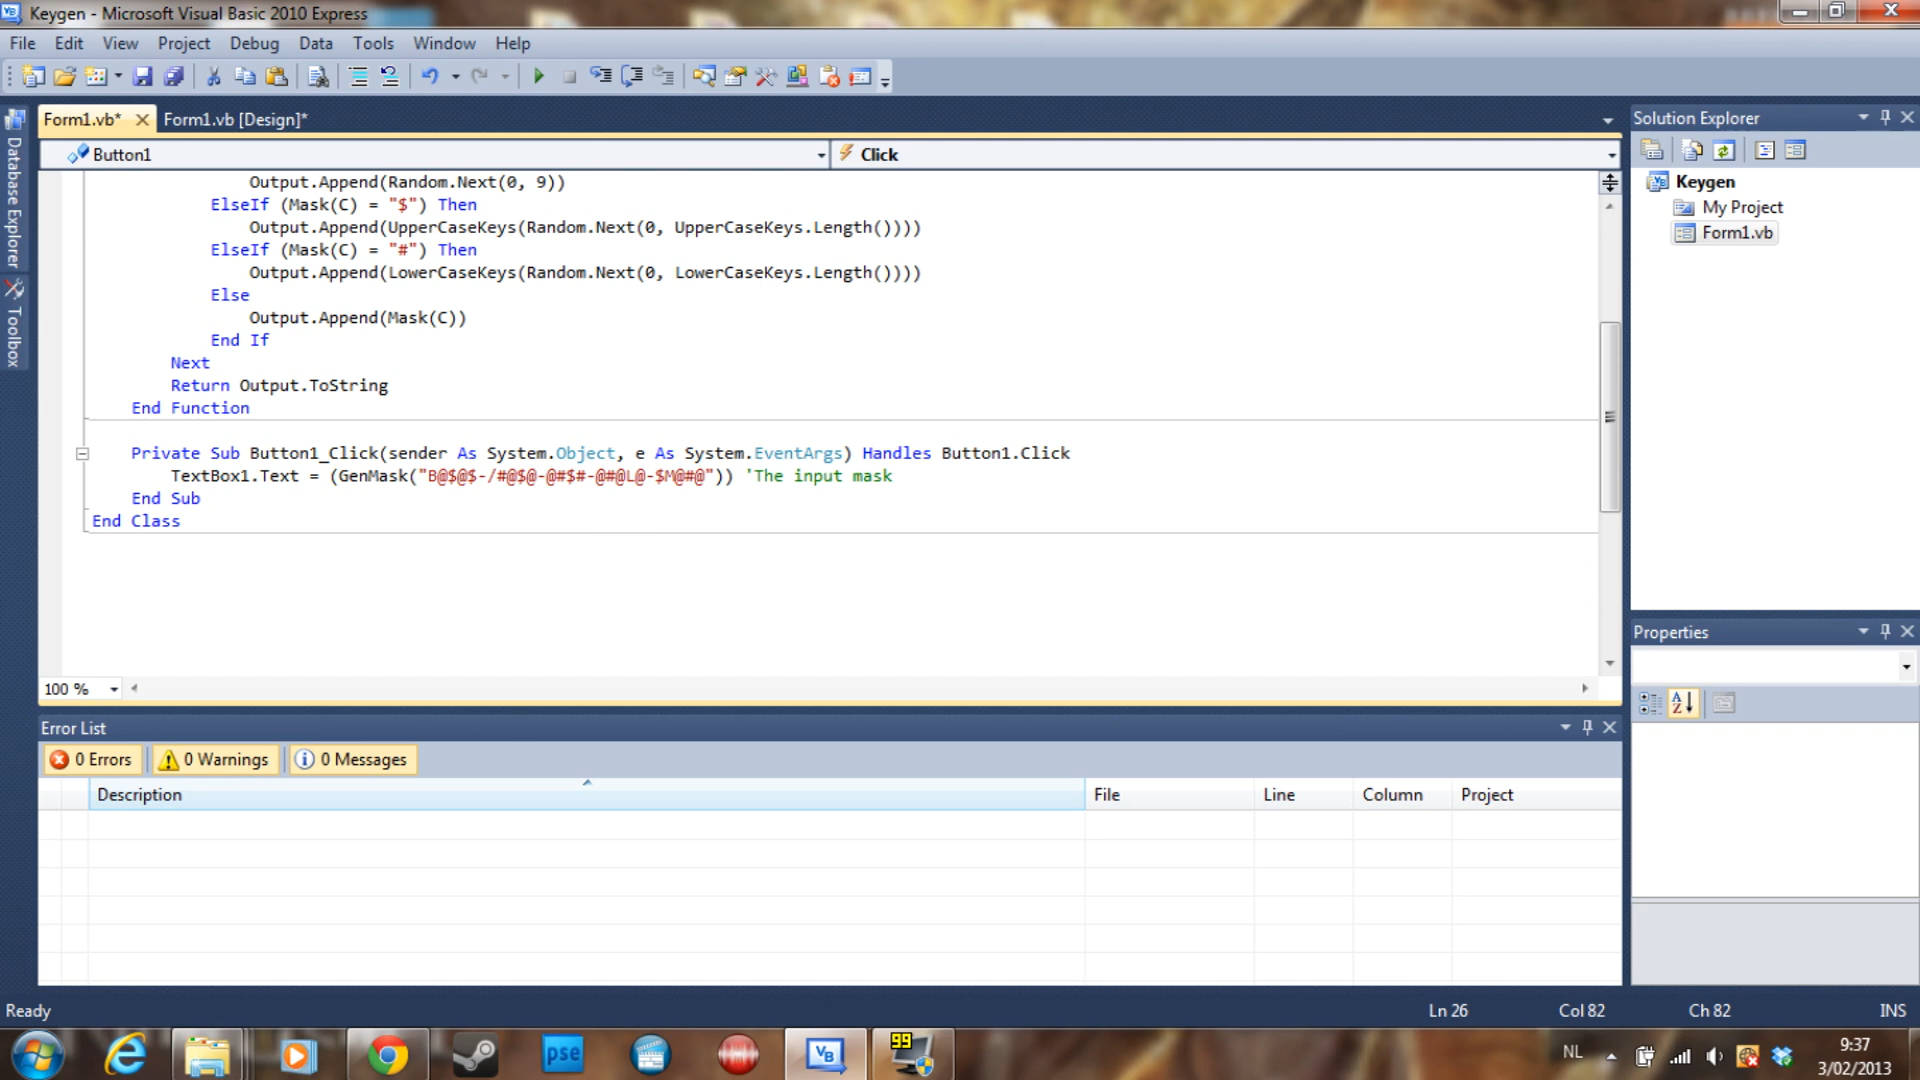 Keygen - Microsoft Visual Basic 2010 Express
File Edit View Project Debug Data Tools Window Help
Form1.vb* Form1.vb [Design]*
Button1 Click
Output.Append(Random.Next(0, 9))
ElseIf (Mask(C) = "$") Then
Output.Append(UpperCaseKeys(Random.Next(0, UpperCaseKeys.Length())))
ElseIf (Mask(C) = "#") Then
Output.Append(LowerCaseKeys(Random.Next(0, LowerCaseKeys.Length())))
Else
Output.Append(Mask(C))
End If
Next
Return Output.ToString
End Function
Private Sub Button1_Click(sender As System.Object, e As System.EventArgs) Handles Button1.Click
TextBox1.Text = (GenMask("B@$@$-/#@$@-@#$#-@#@L@-$M@#@")) 'The input mask
End Sub
End Class
100 %
Database Explorer
Toolbox
Solution Explorer
Keygen
My Project
Form1.vb
Properties
Error List
0 Errors 0 Warnings 0 Messages
Description File Line Column Project
Ready Ln 26 Col 82 Ch 82 INS
pse VB 99 NL 9:37
3/02/2013